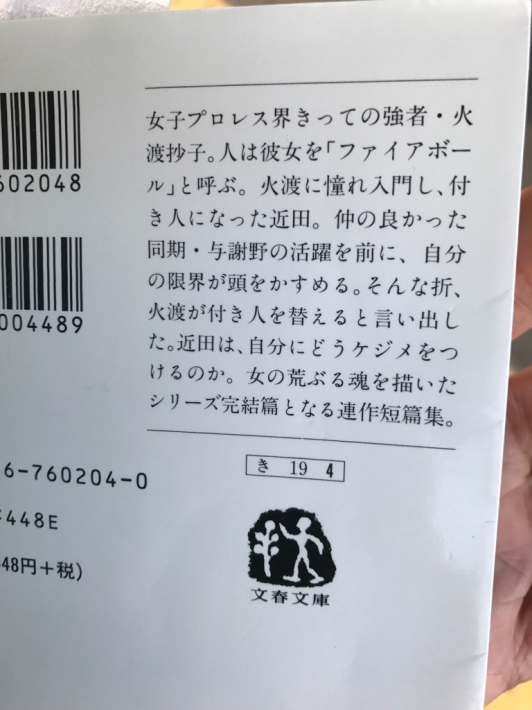 女子プロレス界きっての強者・火
渡抄子。人は彼女を「ファイアボー
ル」と呼ぶ。火渡に憧れ入門し、付
き人になった近田。仲の良かった
同期・与謝野の活躍を前に、自分
の限界が頭をかすめる。そんな折、
火渡が付き人を替えると言い出し
た。近田は、自分にどうケジメをつ
けるのか。女の荒ぶる魂を描いた
シリーズ完結篇となる連作短篇集。
602048
004489
6-760204-0
448E
48円+税)
き 19 4
文春文庫